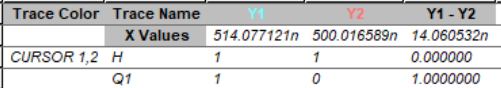 Trace Color Trace Name Y1 Y2 Y1 - Y2
X Values 514.077121n 500.016589n 14.060532n
CURSOR 1,2 H 1 1 0.000000
Q1 1 0 1.0000000